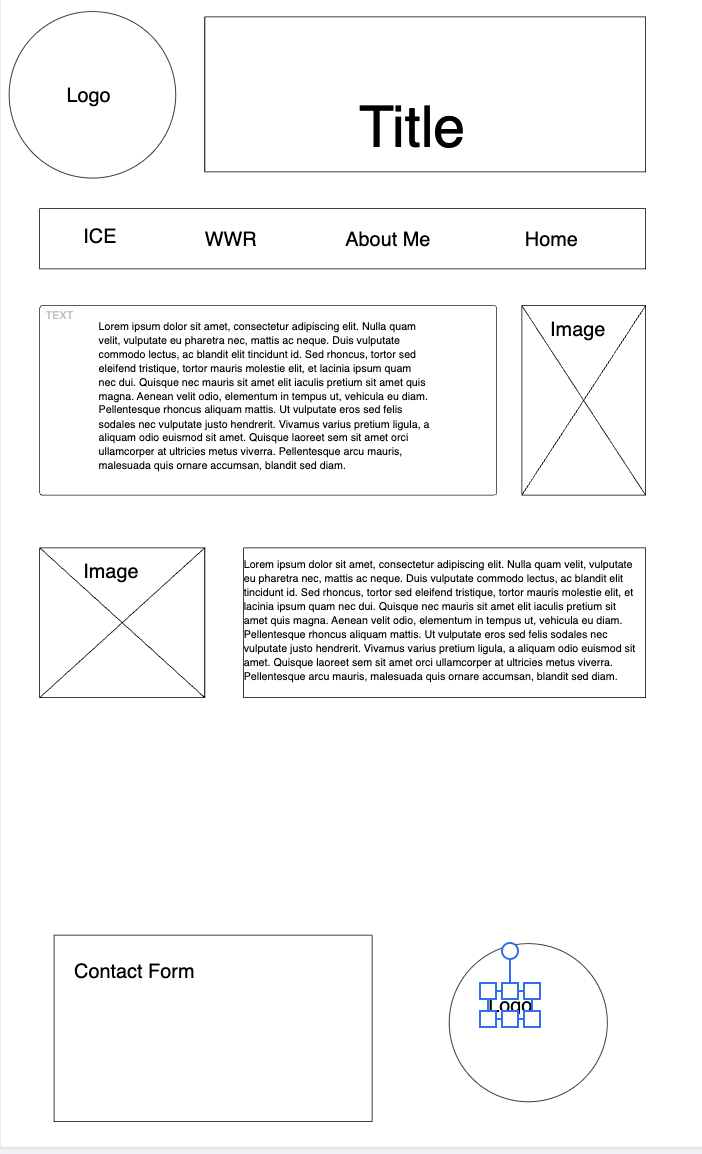 Logo
Title
ICE
WWR
About Me
Home
TEXT
Lorem ipsum dolor sit amet, consectetur adipiscing elit. Nulla quam
velit, vulputate eu pharetra nec, mattis ac neque. Duis vulputate
commodo lectus, ac blandit elit tincidunt id. Sed rhoncus, tortor sed
eleifend tristique, tortor mauris molestie elit, et lacinia ipsum quam
nec dui. Quisque nec mauris sit amet elit iaculis pretium sit amet quis
magna. Aenean velit odio, elementum in tempus ut, vehicula eu diam.
Pellentesque rhoncus aliquam mattis. Ut vulputate eros sed felis
sodales nec vulputate justo hendrerit. Vivamus varius pretium ligula, a
aliquam odio euismod sit amet. Quisque laoreet sem sit amet orci
ullamcorper at ultricies metus viverra. Pellentesque arcu mauris,
malesuada quis ornare accumsan, blandit sed diam.
Image
Image
Lorem ipsum dolor sit amet, consectetur adipiscing elit. Nulla quam velit, vulputate
eu pharetra nec, mattis ac neque. Duis vulputate commodo lectus, ac blandit elit
tincidunt id. Sed rhoncus, tortor sed eleifend tristique, tortor mauris molestie elit, et
lacinia ipsum quam nec dui. Quisque nec mauris sit amet elit iaculis pretium sit
amet quis magna. Aenean velit odio, elementum in tempus ut, vehicula eu diam.
Pellentesque rhoncus aliquam mattis. Ut vulputate eros sed felis sodales nec
vulputate justo hendrerit. Vivamus varius pretium ligula, a aliquam odio euismod sit
amet. Quisque laoreet sem sit amet orci ullamcorper at ultricies metus viverra.
Pellentesque arcu mauris, malesuada quis ornare accumsan, blandit sed diam.
Contact Form
Logo